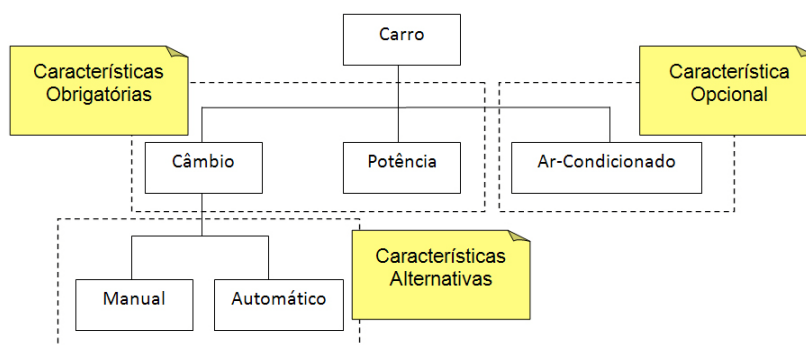 Carro
Características
Obrigatórias
Característica
Opcional
Câmbio
Potência
Ar-Condicionado
Características
Alternativas
Manual
Automático